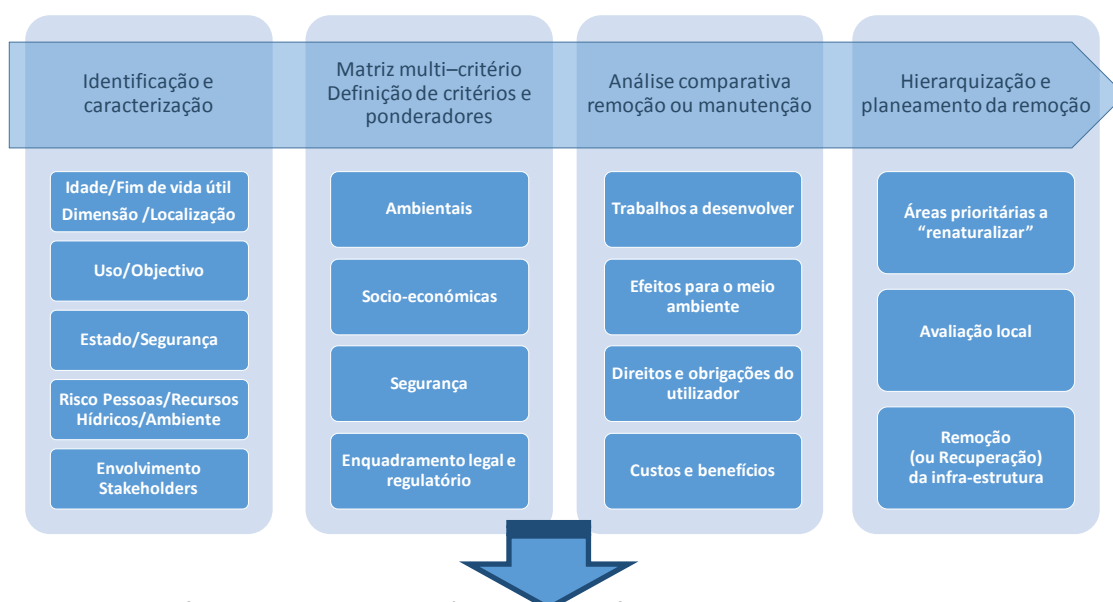 Identificação e
caracterização
Matriz multi–critério
Definição de critérios e
ponderadores
Análise comparativa
remoção ou manutenção
Hierarquização e
planeamento da remoção
Idade/Fim de vida útil
Dimensão /Localização
Uso/Objectivo
Estado/Segurança
Risco Pessoas/Recursos
Hídricos/Ambiente
Envolvimento
Stakeholders
Ambientais
Socio-económicas
Segurança
Enquadramento legal e
regulatório
Trabalhos a desenvolver
Efeitos para o meio
ambiente
Direitos e obrigações do
utilizador
Custos e benefícios
Áreas prioritárias a
“renaturalizar”
Avaliação local
Remoção
(ou Recuperação)
da infra-estrutura